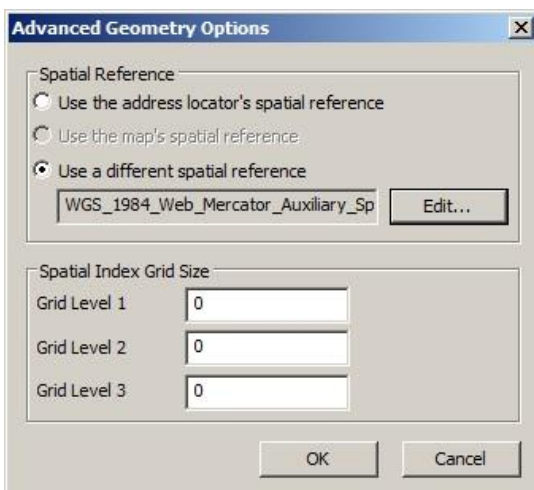 Advanced Geometry Options
Spatial Reference
Use the address locator's spatial reference
Use the map's spatial reference
Use a different spatial reference
WGS_1984_Web_Mercator_Auxiliary_Sp
Edit...
Spatial Index Grid Size
Grid Level 1 0
Grid Level 2 0
Grid Level 3 0
OK Cancel